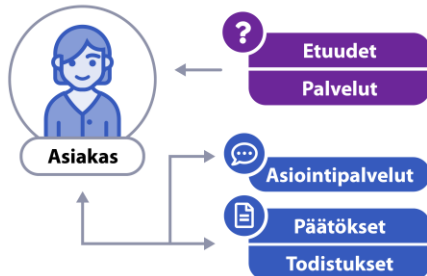 ?
Etuudet
Palvelut
Asiakas
Asiointipalvelut
Päätökset
Todistukset